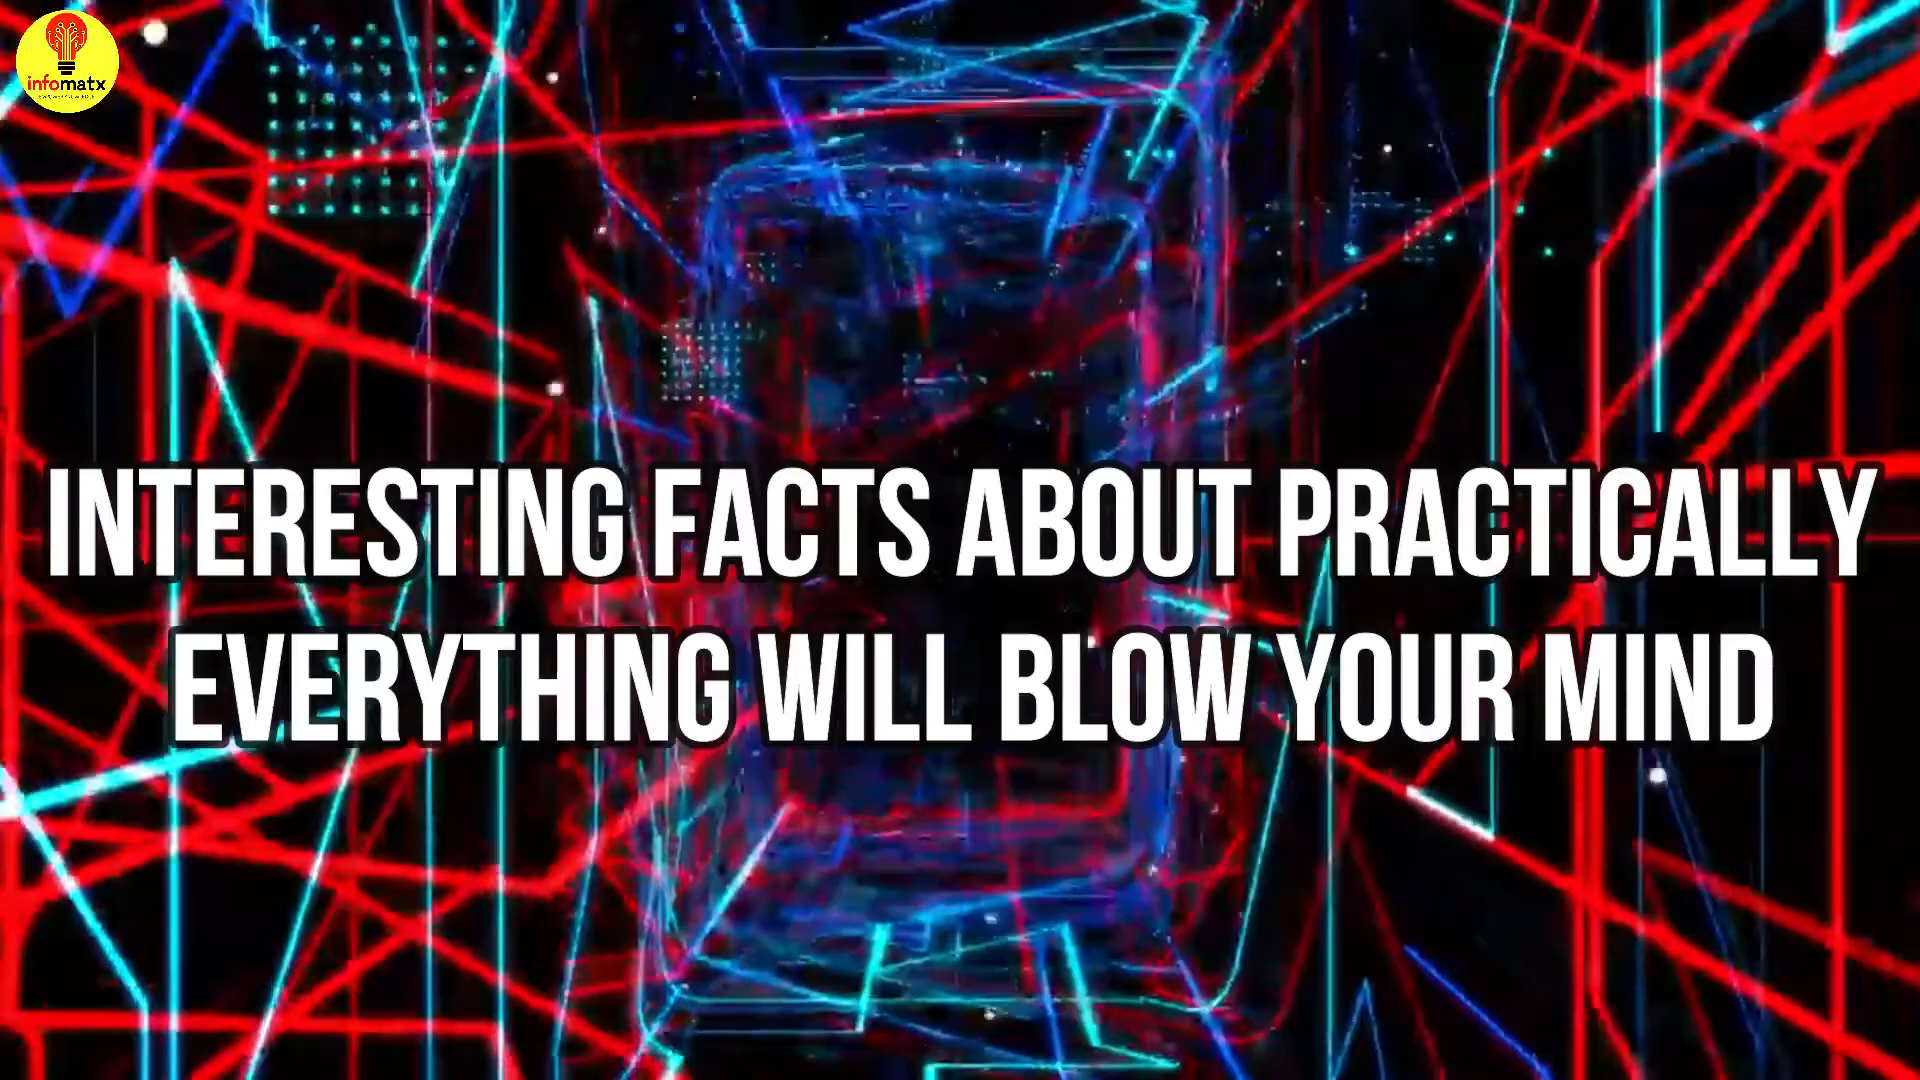 infomatx
INTERESTING FACTS ABOUT PRACTICALLY
EVERYTHING WILL BLOW YOUR MIND